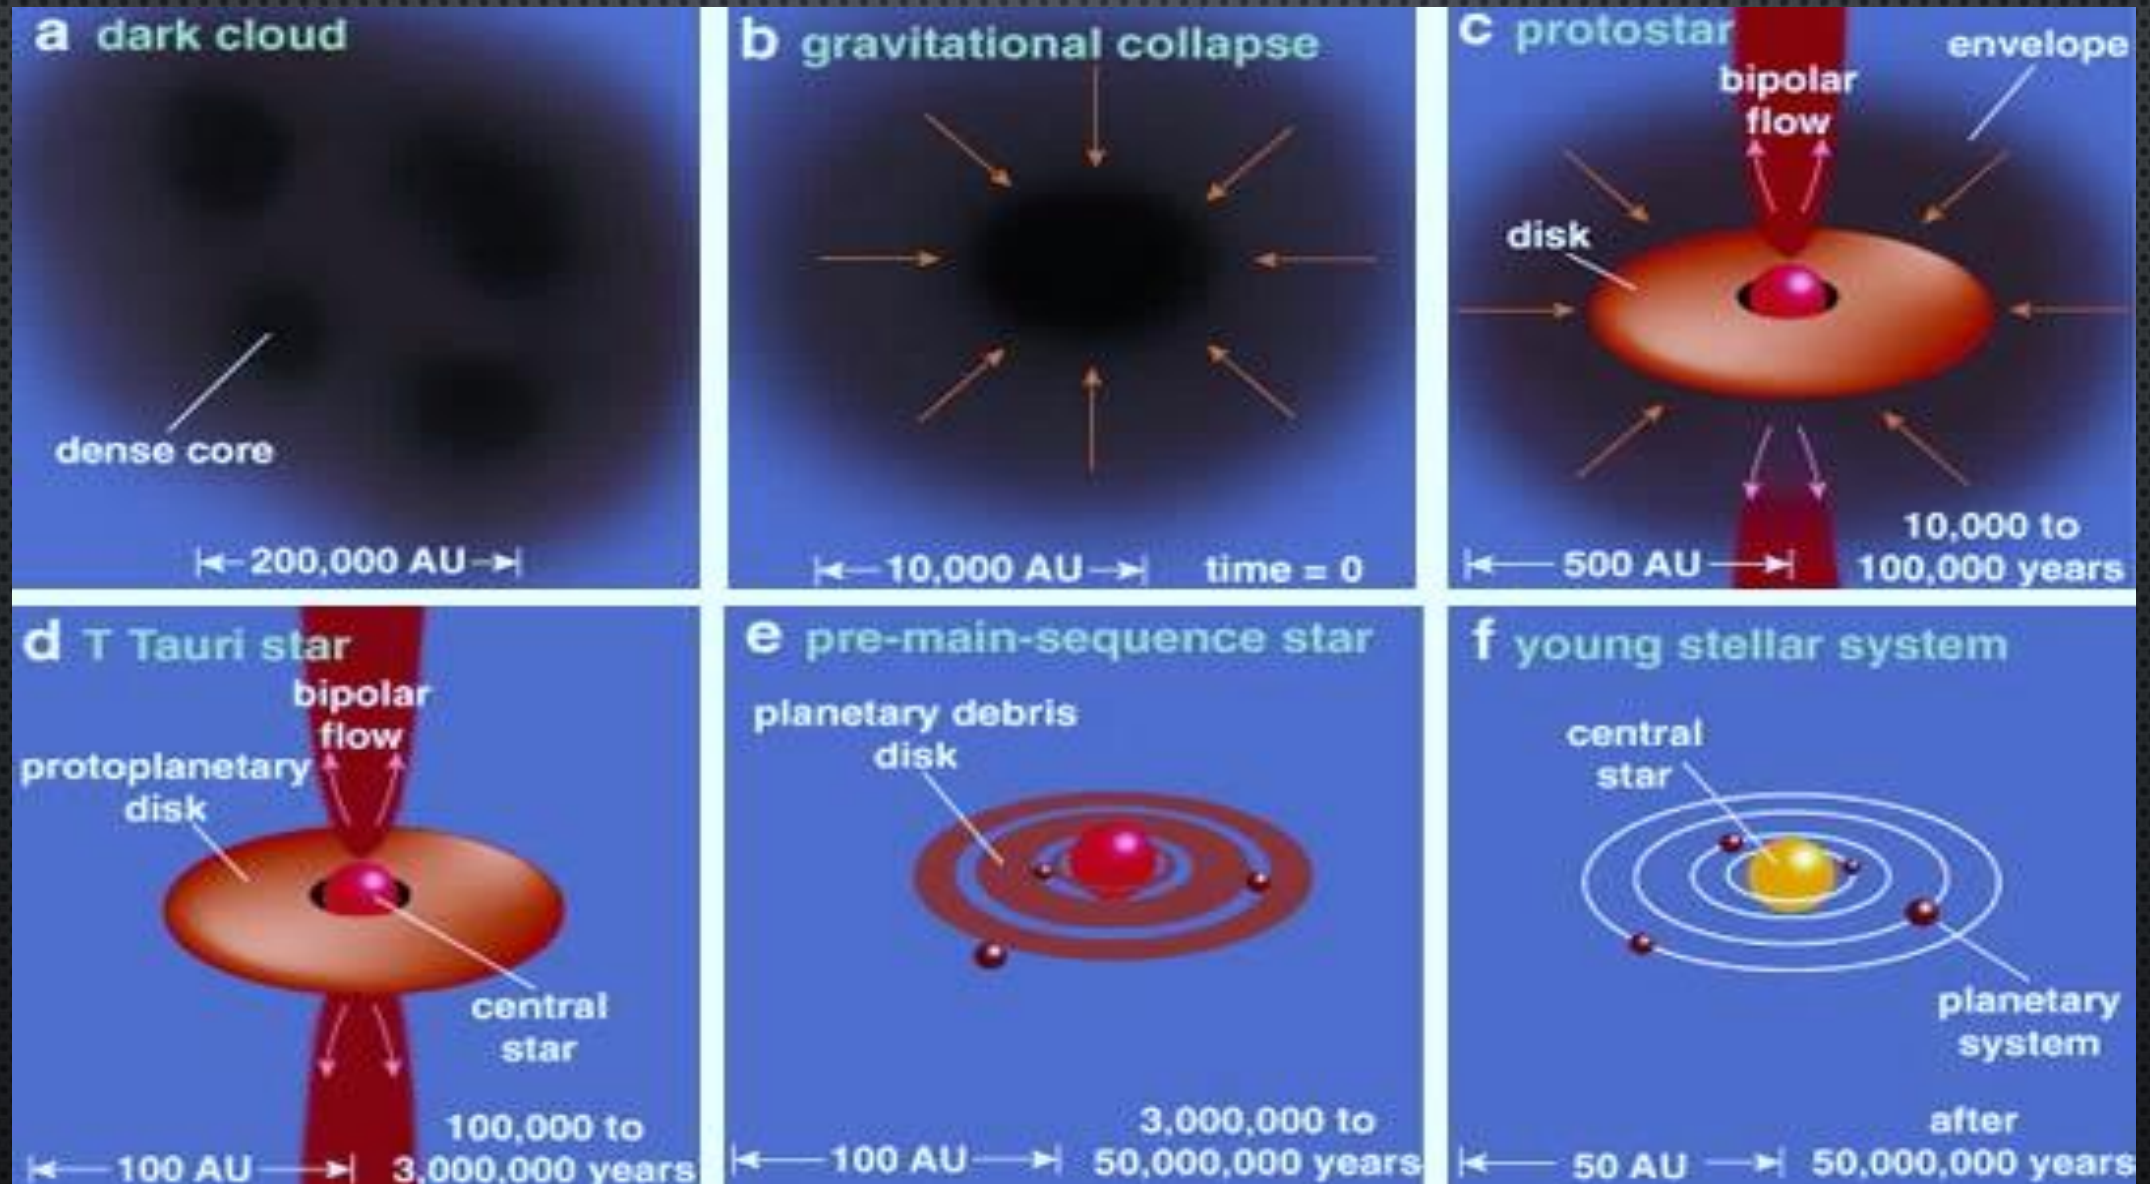 a dark cloud
dense core
200,000 AU
b gravitational collapse
10,000 AU
time = 0
c protostar
envelope
bipolar
flow
disk
500 AU
10,000 to
100,000 years
d T Tauri star
bipolar
flow
protoplanetary
disk
central
star
100 AU
100,000 to
3,000,000 years
e pre-main-sequence star
planetary debris
disk
100 AU
3,000,000 to
50,000,000 years
f young stellar system
central
star
planetary
system
50 AU
after
50,000,000 years